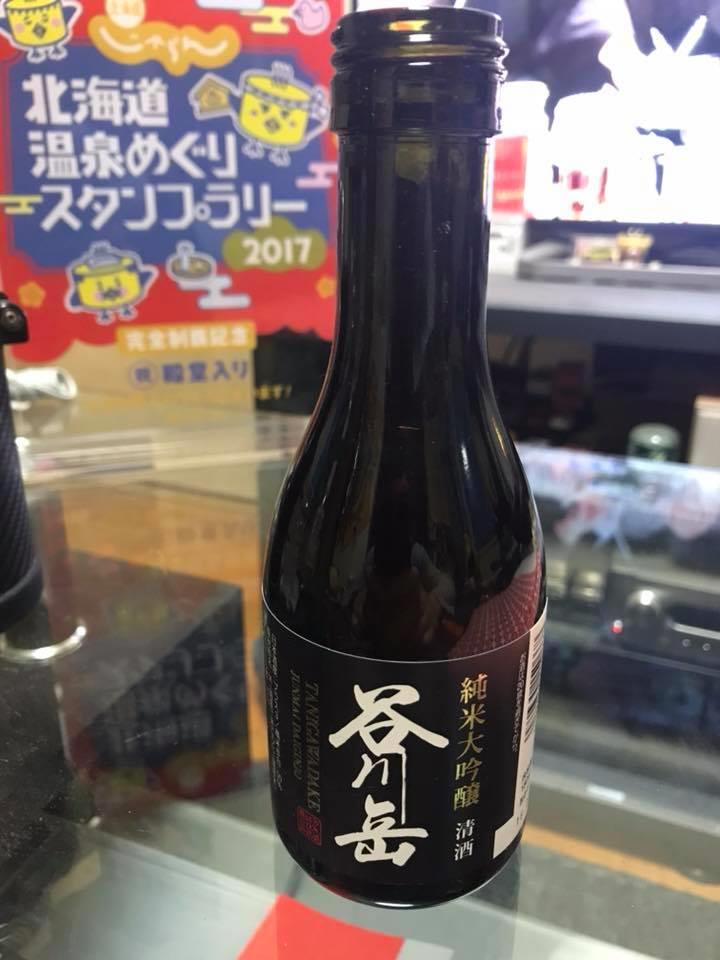 じゃらん
北海道
温泉めぐり
スタンプラリー
2017
完全制覇記念
祝 殿堂入り
純米大吟醸
清酒
谷川岳
TANIGAWADAKE
JUNMAI DAIGINJO